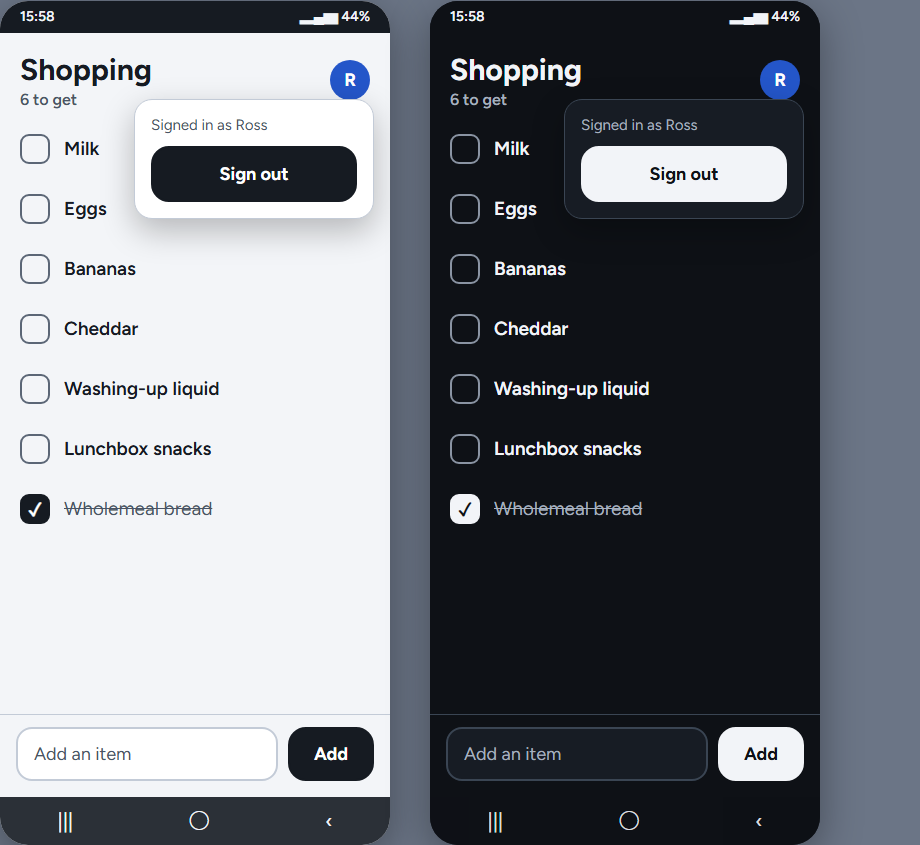 15:58 44%
Shopping
R
6 to get
Signed in as Ross
Milk
Sign out
Eggs
Bananas
Cheddar
Washing-up liquid
Lunchbox snacks
Wholemeal bread
Add an item
Add
15:58 44%
Shopping
R
6 to get
Signed in as Ross
Milk
Sign out
Eggs
Bananas
Cheddar
Washing-up liquid
Lunchbox snacks
Wholemeal bread
Add an item
Add